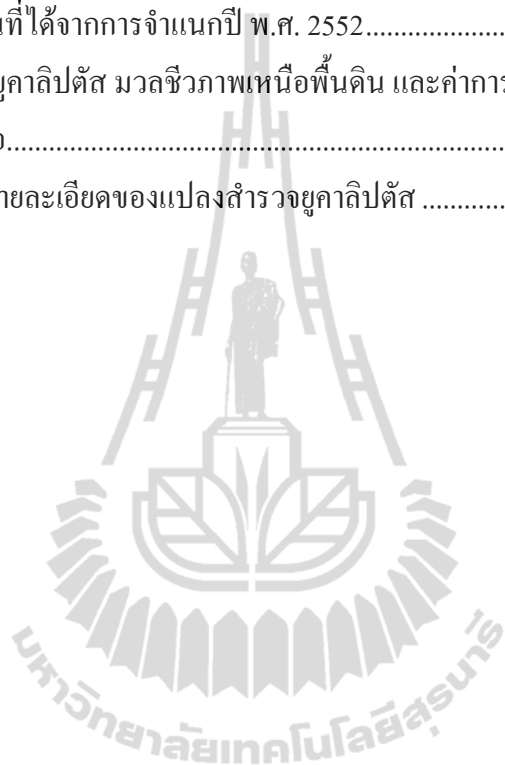 นที่ได้จากการจำแนกปี พ.ศ. 2552...................
ยูคาลิปตัส มวลชีวภาพเหนือพื้นดิน และค่าการ
อ.......................................................................
ายละเอียดของแปลงสำรวจยูคาลิปตัส .............
มหาวิทยาลัยเทคโนโลยีสุรนารี